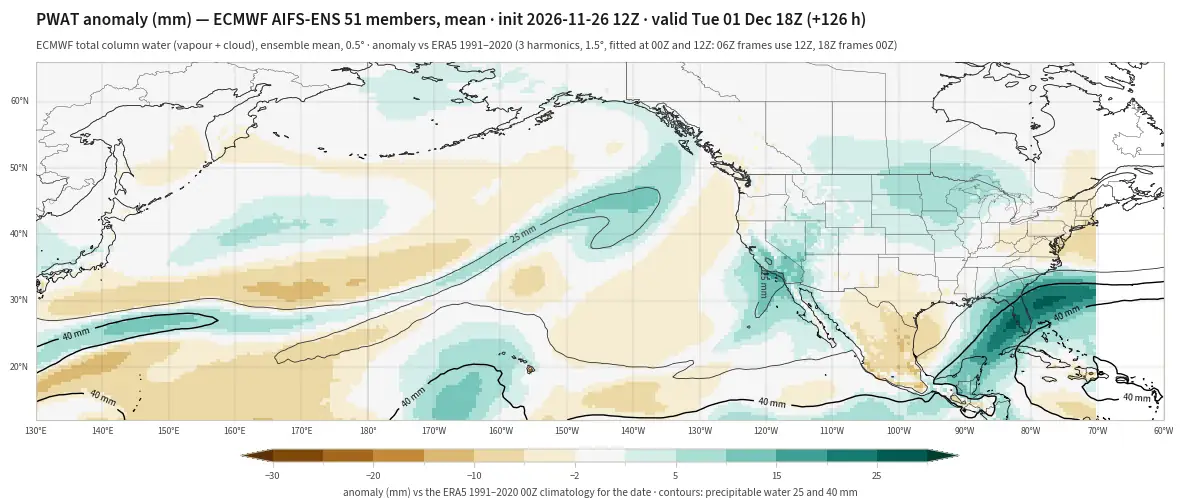 PWAT anomaly (mm) — ECMWF AIFS-ENS 51 members, mean · init 2026-11-26 12Z · valid Tue 01 Dec 18Z (+126 h)
ECMWF total column water (vapour + cloud), ensemble mean, 0.5° · anomaly vs ERA5 1991–2020 (3 harmonics, 1.5°, fitted at 00Z and 12Z: 06Z frames use 12Z, 18Z frames 00Z)
60°N
50°N
40°N
30°N
20°N
25 mm
25 mm
40 mm
40 mm
40 mm
40 mm
40 mm
40 mm
130°E
140°E
150°E
160°E
170°E
180°
170°W
160°W
150°W
140°W
130°W
120°W
110°W
100°W
90°W
80°W
70°W
60°W
−30
−20
−10
−2
5
15
25
anomaly (mm) vs the ERA5 1991–2020 00Z climatology for the date · contours: precipitable water 25 and 40 mm